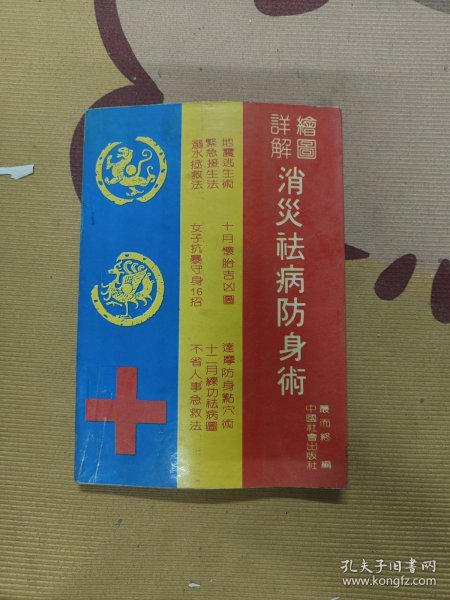 繪圖
詳解
消災祛病防身術
晨而終 編
中國社會出版社
地震逃生術
緊急接生法
溺水拯救法
十月懷胎吉凶圖
女子抗暴守身16招
達摩防身點穴術
十二月練功祛病圖
不省人事急救法
孔夫子旧书网
www.kongfz.com